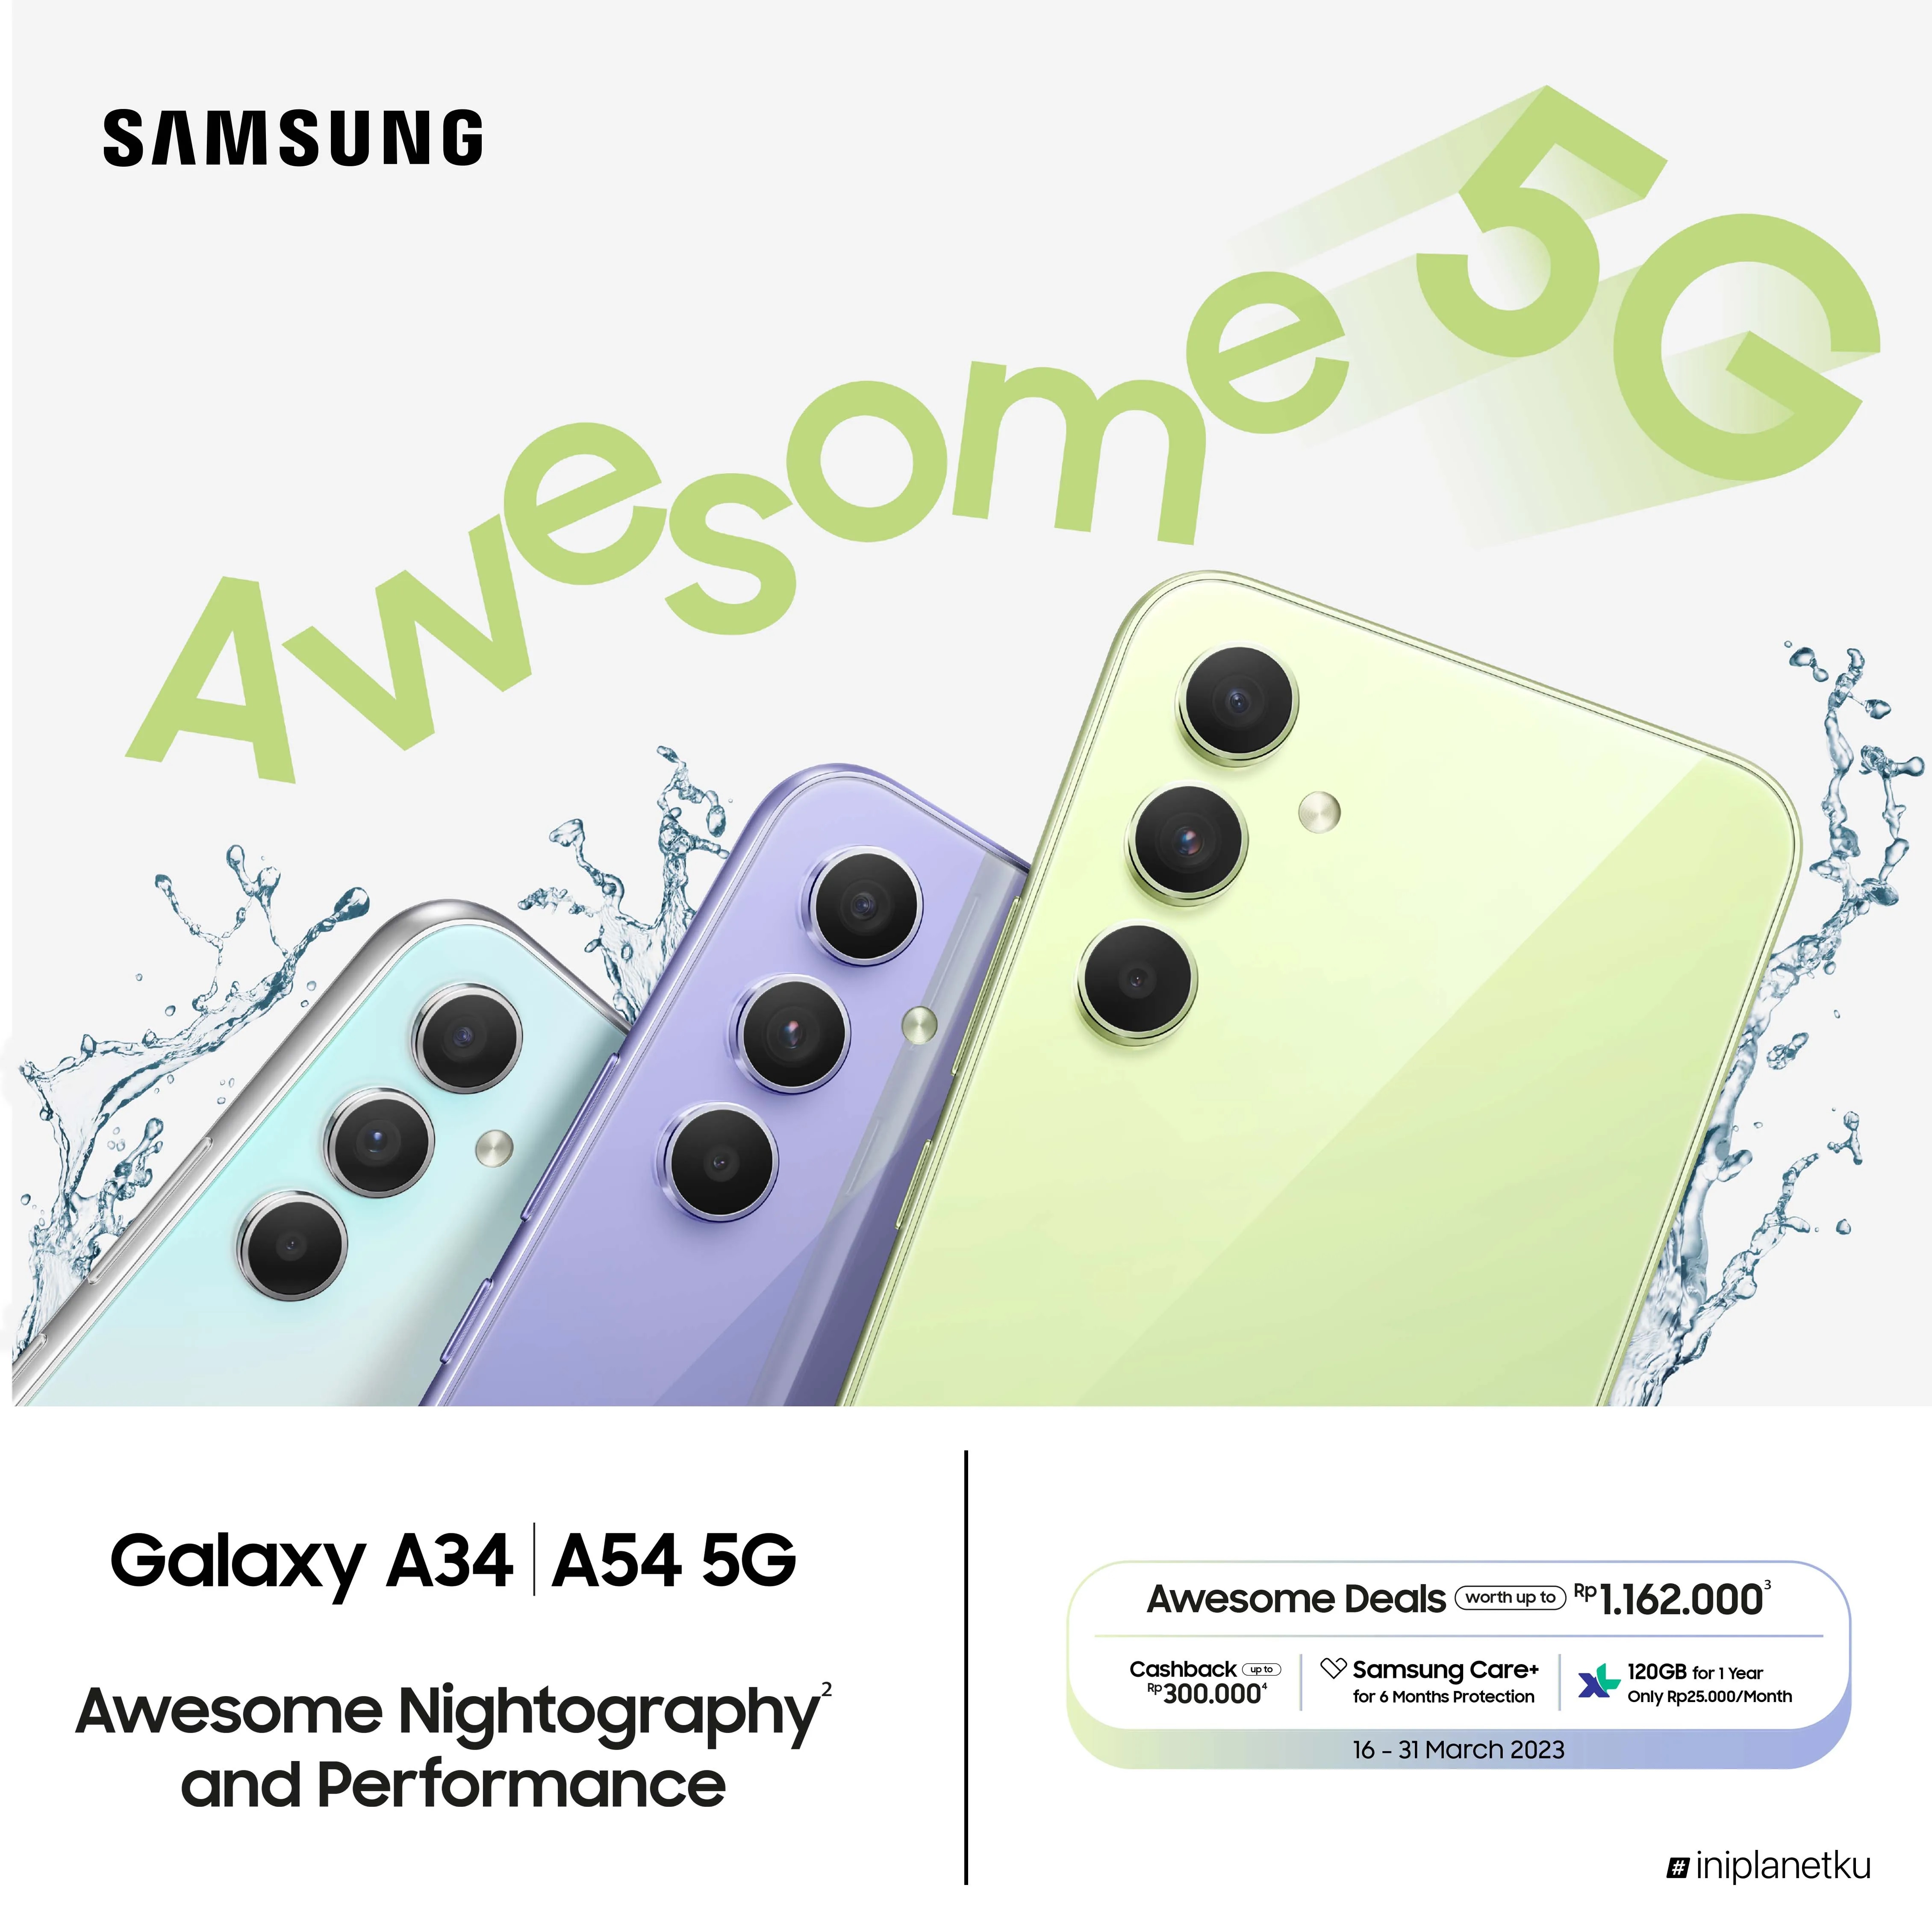 SAMSUNG
Awesome 5G
Galaxy A34 | A54 5G
Awesome Nightography²
and Performance
Awesome Deals worth up to Rp1.162.000³
Cashback up to
Rp300.000⁴
Samsung Care+
for 6 Months Protection
XL 120GB for 1 Year
Only Rp25.000/Month
16 - 31 March 2023
#iniplanetku